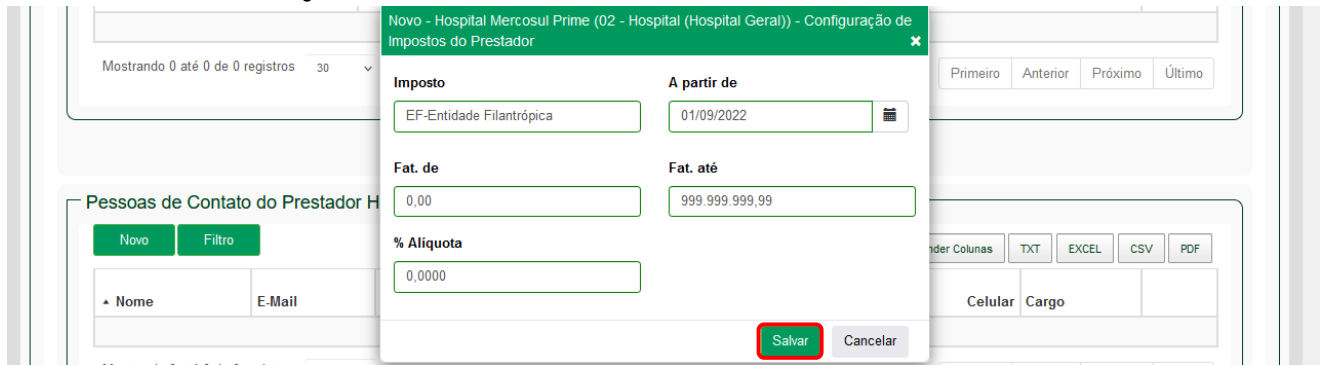 Novo - Hospital Mercosul Prime (02 - Hospital (Hospital Geral)) - Configuração de
Impostos do Prestador
Mostrando 0 até 0 de 0 registros 30
Primeiro Anterior Próximo Último
Imposto A partir de
EF-Entidade Filantrópica 01/09/2022
Fat. de Fat. até
0,00 999.999.999,99
Pessoas de Contato do Prestador H
Novo Filtro
nder Colunas TXT EXCEL CSV PDF
% Alíquota
0,0000
Nome E-Mail
Celular Cargo
Salvar Cancelar